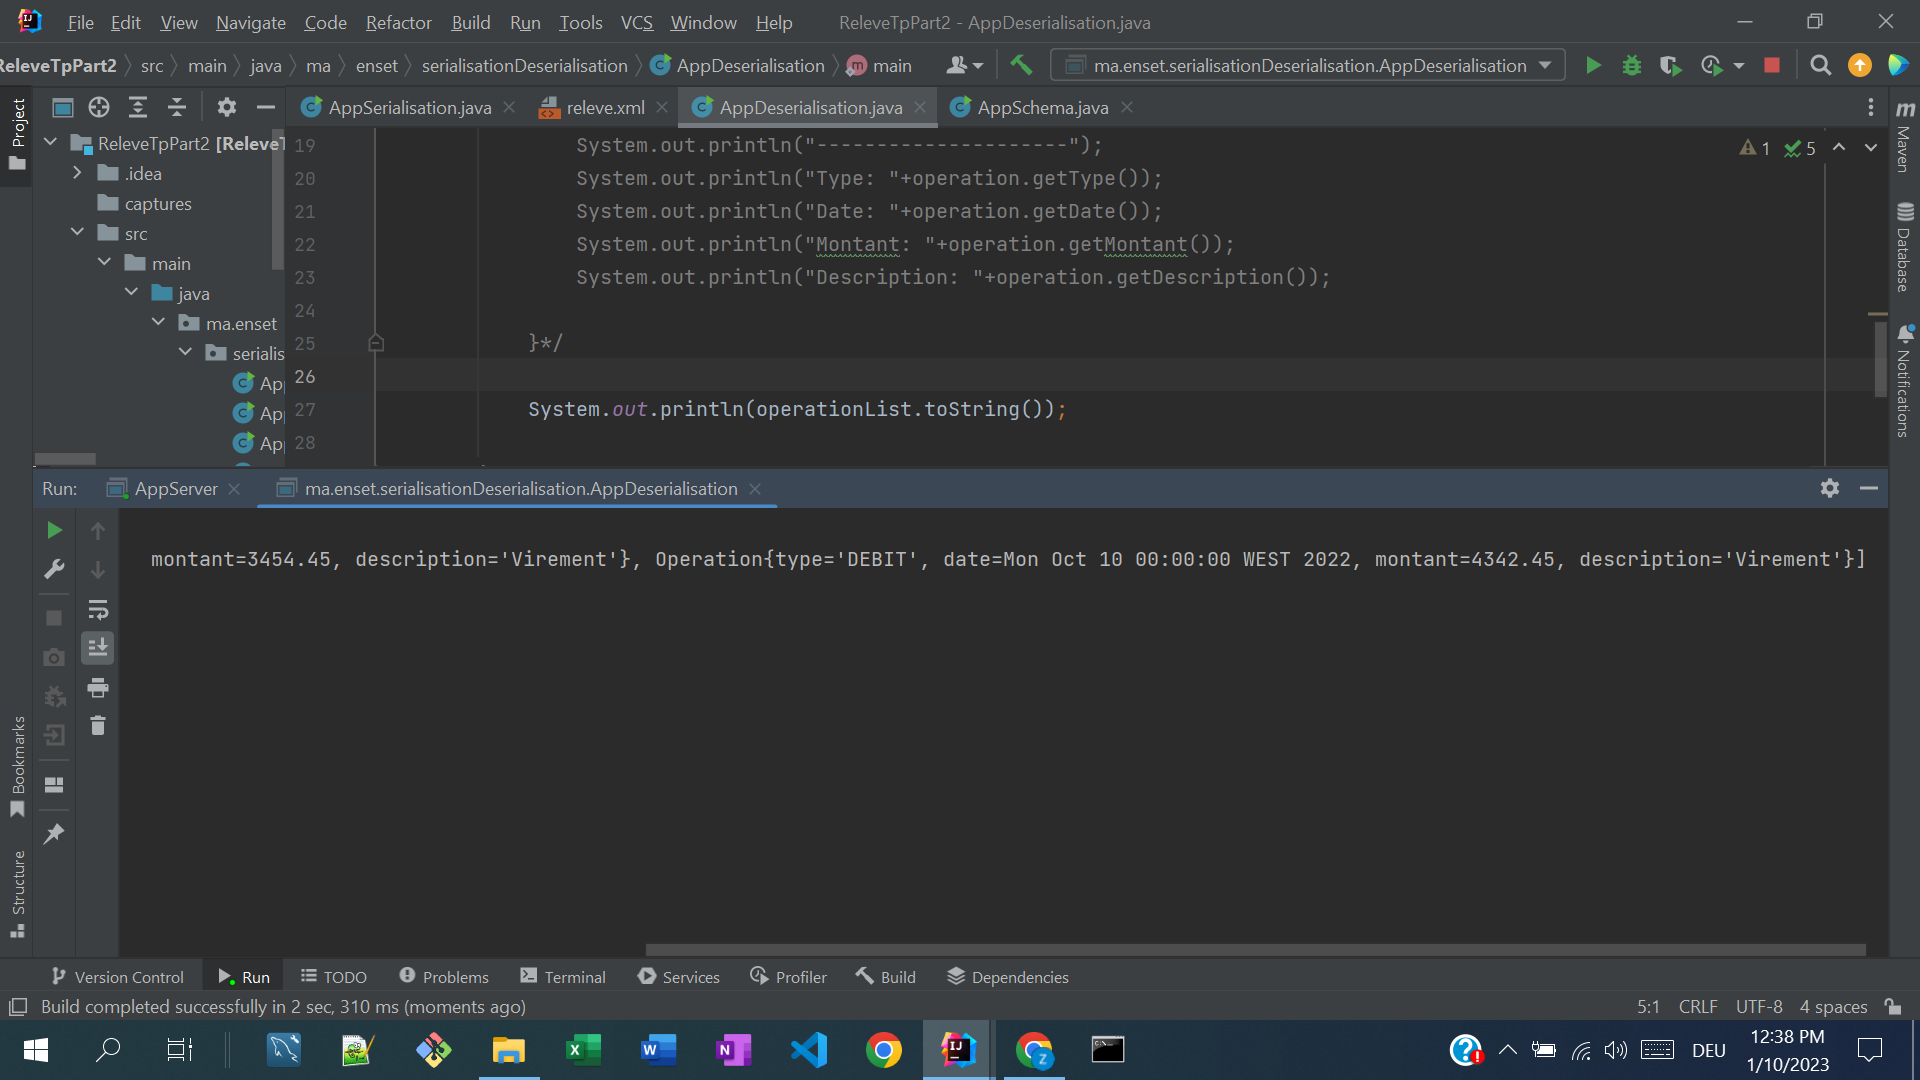 File Edit View Navigate Code Refactor Build Run Tools VCS Window Help ReleveTpPart2 - AppDeserialisation.java
ReleveTpPart2 src main java ma enset serialisationDeserialisation AppDeserialisation main ma.enset.serialisationDeserialisation.AppDeserialisation
AppSerialisation.java releve.xml AppDeserialisation.java AppSchema.java
Project
ReleveTpPart2 [ReleveT
.idea
captures
src
main
java
ma.enset
serialis
App
App
App
19 System.out.println("---------------------");
20 System.out.println("Type: "+operation.getType());
21 System.out.println("Date: "+operation.getDate());
22 System.out.println("Montant: "+operation.getMontant());
23 System.out.println("Description: "+operation.getDescription());
24
25 }*/
26
27 System.out.println(operationList.toString());
28
1 5
Maven
Database
Notifications
Run: AppServer ma.enset.serialisationDeserialisation.AppDeserialisation
montant=3454.45, description='Virement'}, Operation{type='DEBIT', date=Mon Oct 10 00:00:00 WEST 2022, montant=4342.45, description='Virement'}]
Bookmarks
Structure
Version Control Run TODO Problems Terminal Services Profiler Build Dependencies
Build completed successfully in 2 sec, 310 ms (moments ago) 5:1 CRLF UTF-8 4 spaces
DEU
12:38 PM
1/10/2023